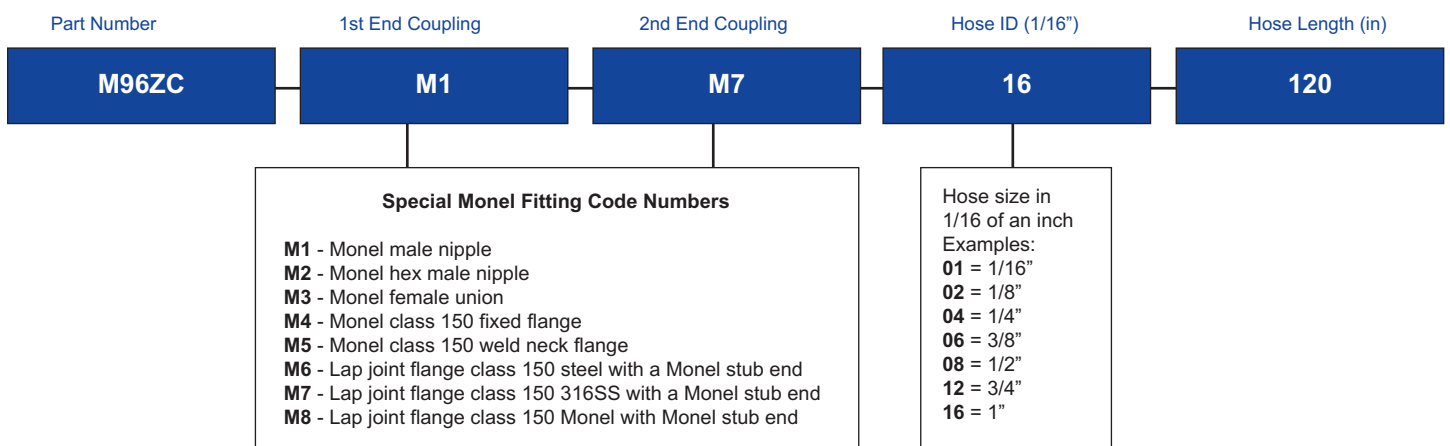 Part Number
1st End Coupling
2nd End Coupling
Hose ID (1/16”)
Hose Length (in)
M96ZC
M1
M7
16
120
Special Monel Fitting Code Numbers
M1 - Monel male nipple
M2 - Monel hex male nipple
M3 - Monel female union
M4 - Monel class 150 fixed flange
M5 - Monel class 150 weld neck flange
M6 - Lap joint flange class 150 steel with a Monel stub end
M7 - Lap joint flange class 150 316SS with a Monel stub end
M8 - Lap joint flange class 150 Monel with Monel stub end
Hose size in
1/16 of an inch
Examples:
01 = 1/16”
02 = 1/8”
04 = 1/4”
06 = 3/8”
08 = 1/2”
12 = 3/4”
16 = 1”